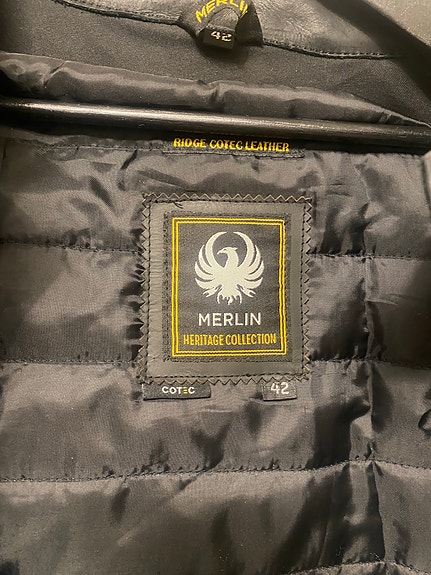 MERLIN
42
RIDGE COTEC LEATHER
MERLIN
HERITAGE COLLECTION
COTEC
42